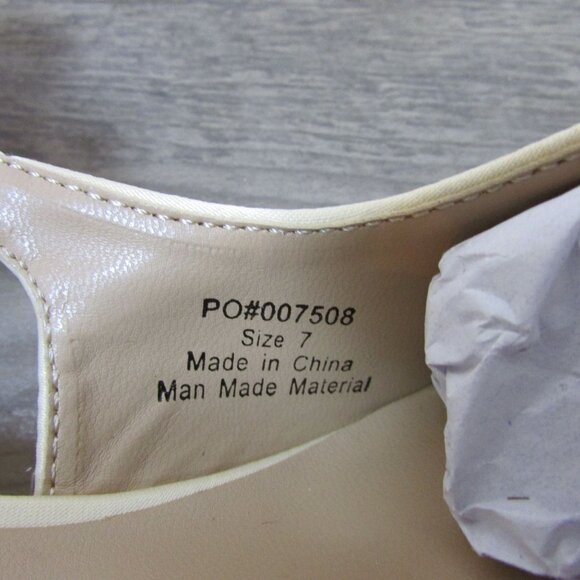 PO#007508
Size 7
Made in China
Man Made Material